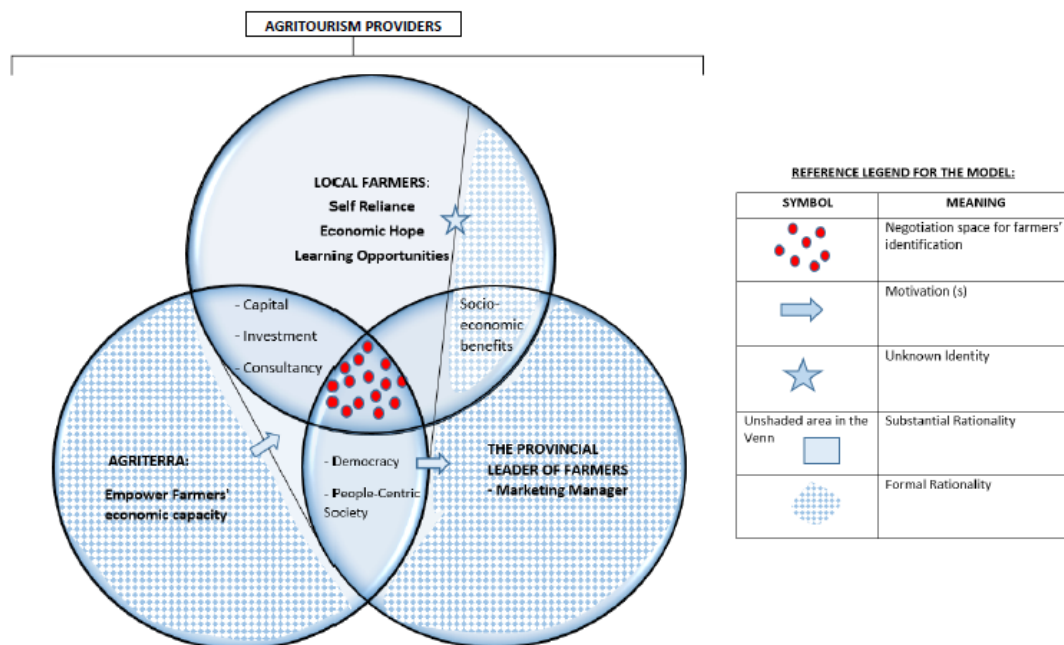 AGRITOURISM PROVIDERS
LOCAL FARMERS:
Self Reliance
Economic Hope
Learning Opportunities
- Capital
- Investment
- Consultancy
Socio-
economic
benefits
AGRITERRA:
Empower Farmers'
economic capacity
- Democracy
- People-Centric
Society
THE PROVINCIAL
LEADER OF FARMERS
- Marketing Manager
REFERENCE LEGEND FOR THE MODEL:
SYMBOL MEANING
Negotiation space for farmers'
identification
Motivation (s)
Unknown Identity
Unshaded area in the
Venn
Substantial Rationality
Formal Rationality